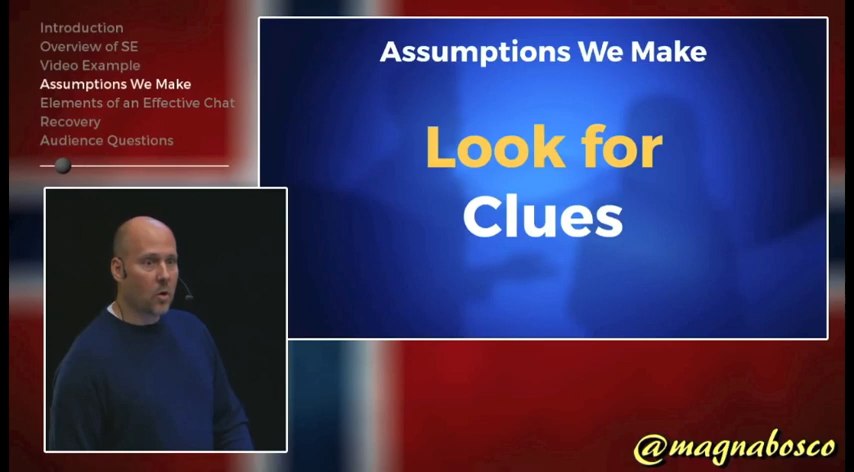 Introduction
Overview of SE
Video Example
Assumptions We Make
Elements of an Effective Chat
Recovery
Audience Questions
Assumptions We Make
Look for
Clues
@magnabosco